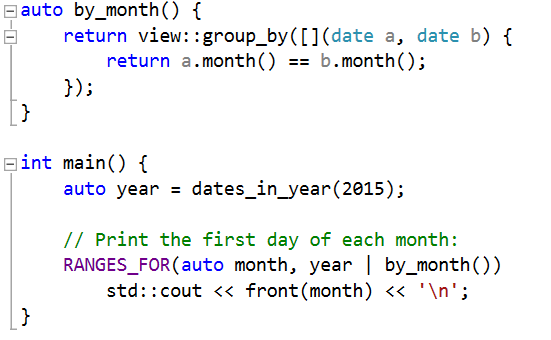 auto by_month() {
    return view::group_by([](date a, date b) {
        return a.month() == b.month();
    });
}
int main() {
    auto year = dates_in_year(2015);
    // Print the first day of each month:
    RANGES_FOR(auto month, year | by_month())
        std::cout << front(month) << '\n';
}